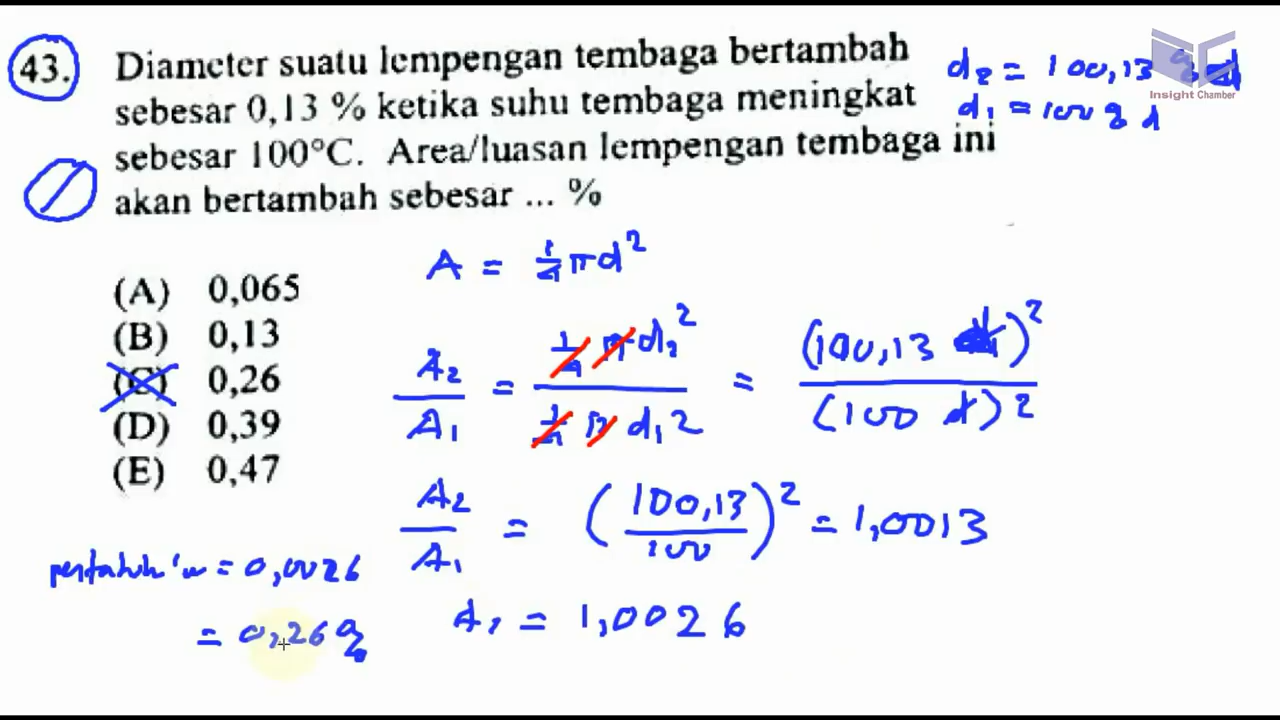 43. Diameter suatu lempengan tembaga bertambah
sebesar 0,13 % ketika suhu tembaga meningkat
sebesar 100°C. Area/luasan lempengan tembaga ini
akan bertambah sebesar ... %
(A) 0,065
(B) 0,13
(C) 0,26
(D) 0,39
(E) 0,47
Insight Chamber
d₂ = 100,13 % d
d₁ = 100 % d
A = 1/4 πd²
A₂/A₁ = 1/4 π d₂² / 1/4 π d₁² = (100,13 d)² / (100 d)²
A₂/A₁ = (100,13/100)² = 1,0013
A₂ = 1,0026
= 0,0026
= 0,26 %